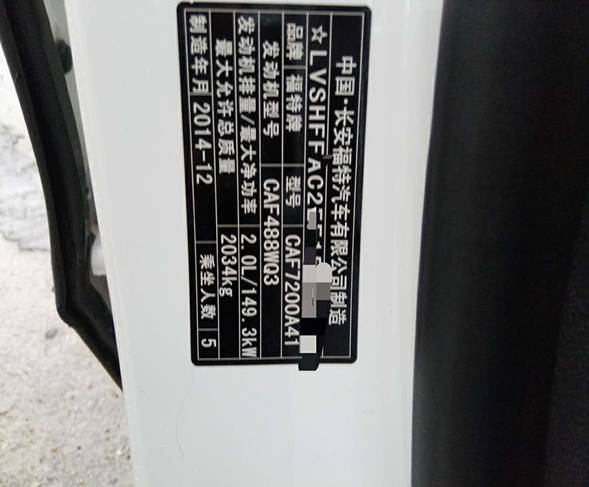 中国·长安福特汽车有限公司制造
☆LVSHFFAC2
品牌 福特牌 型号 CAF7200A41
发动机型号 CAF488WQ3
发动机排量/最大净功率 2.0L/149.3kW
最大允许总质量 2034kg
制造年月 2014-12 乘坐人数 5